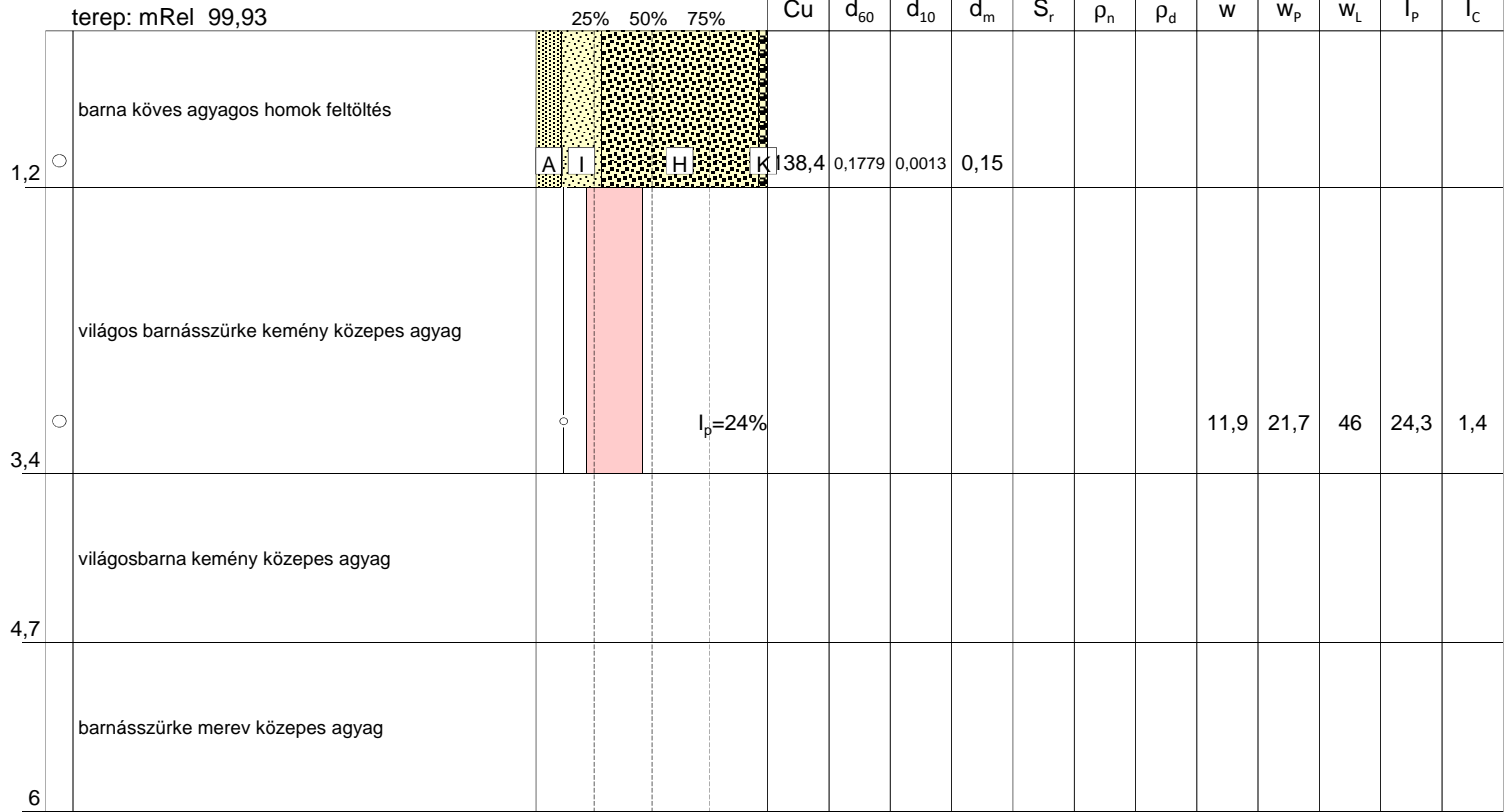 terep: mRel 99,93 25% 50% 75% Cu d60 d10 dm Sr ρn ρd w wP wL IP IC
barna köves agyagos homok feltöltés
1,2 A I H K 138,4 0,1779 0,0013 0,15
világos barnásszürke kemény közepes agyag
Ip=24% 11,9 21,7 46 24,3 1,4
3,4
világosbarna kemény közepes agyag
4,7
barnásszürke merev közepes agyag
6